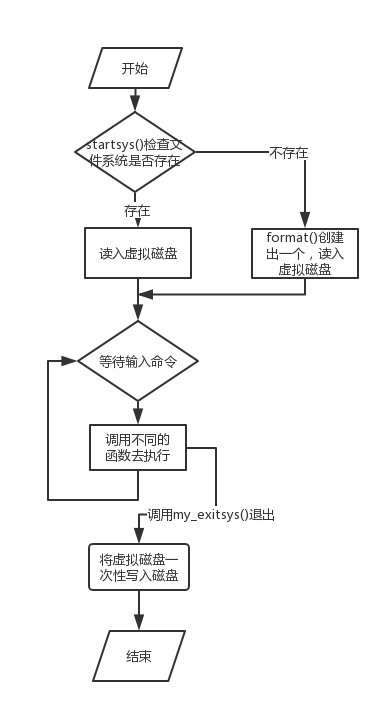 开始
startsys()检查文
件系统是否存在
不存在
存在
读入虚拟磁盘
format()创建
出一个，读入
虚拟磁盘
等待输入命令
调用不同的
函数去执行
调用my_exitsys()退出
将虚拟磁盘一
次性写入磁盘
结束